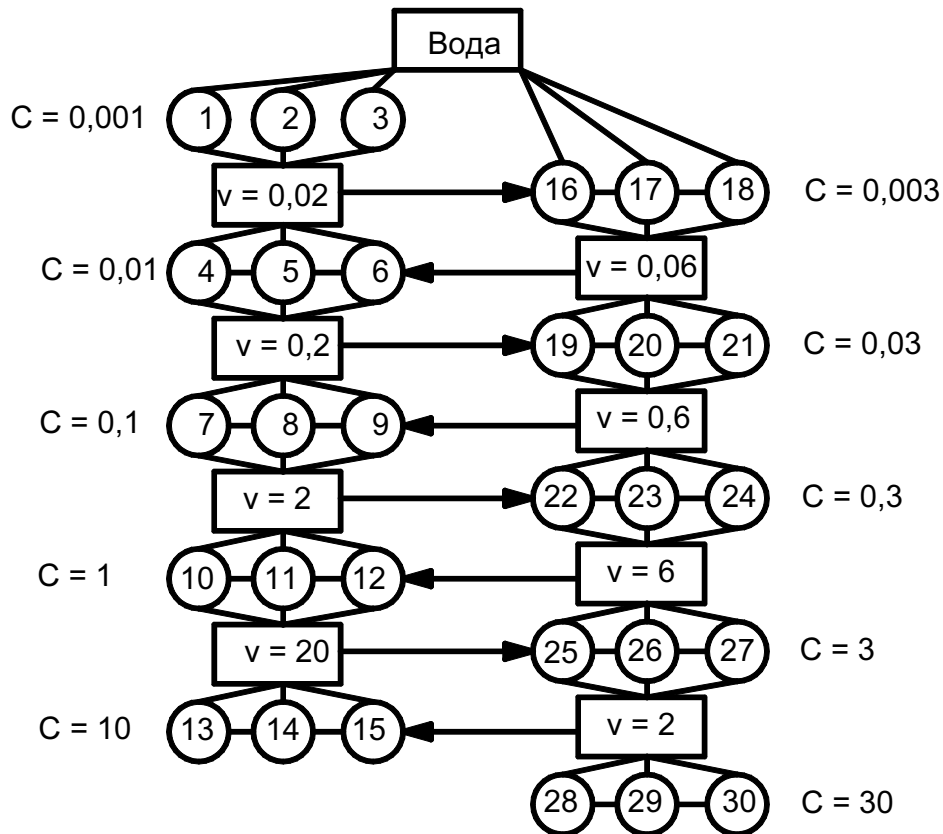 Вода
C = 0,001 1 2 3
v = 0,02 16 17 18 C = 0,003
C = 0,01 4 5 6 v = 0,06
v = 0,2 19 20 21 C = 0,03
C = 0,1 7 8 9 v = 0,6
v = 2 22 23 24 C = 0,3
C = 1 10 11 12 v = 6
v = 20 25 26 27 C = 3
C = 10 13 14 15 v = 2
28 29 30 C = 30